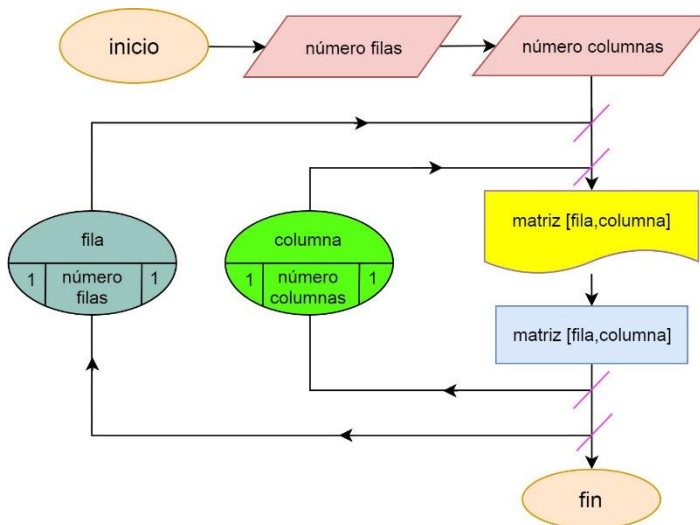 inicio
número filas
número columnas
fila
1
número
filas
1
columna
1
número
columnas
1
matriz [fila,columna]
matriz [fila,columna]
fin